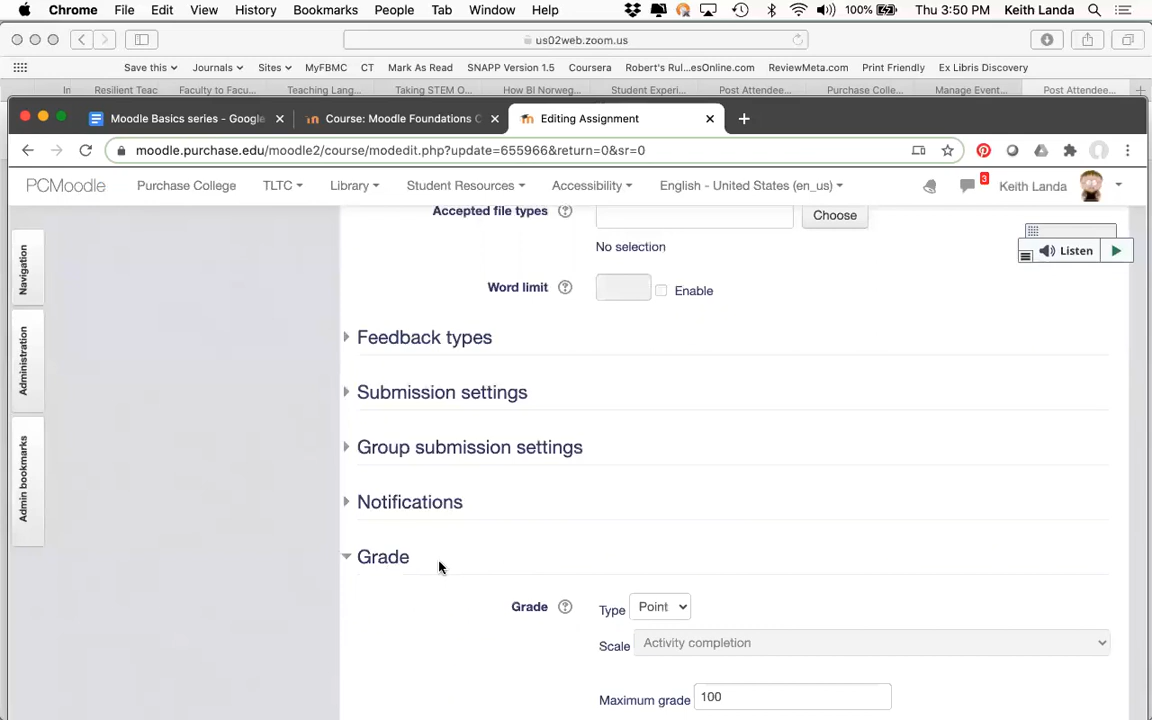 Chrome File Edit View History Bookmarks People Tab Window Help 100% Thu 3:50 PM Keith Landa
us02web.zoom.us
Save this Journals Sites MyFBMC CT Mark As Read SNAPP Version 1.5 Coursera Robert's Rul...esOnline.com ReviewMeta.com Print Friendly Ex Libris Discovery
In Resilient Teac Faculty to Facu... Teaching Lang... Taking STEM O... How BI Norweg... Student Experi... Post Attendee... Purchase Colle... Manage Event... Post Attendee...
Moodle Basics series - Google Course: Moodle Foundations C Editing Assignment
moodle.purchase.edu/moodle2/course/modedit.php?update=655966&return=0&sr=0
PCMoodle Purchase College TLTC Library Student Resources Accessibility English - United States (en_us) 3 Keith Landa
Accepted file types Choose
No selection
Listen
Word limit Enable
Navigation
Administration
Admin bookmarks
Feedback types
Submission settings
Group submission settings
Notifications
Grade
Grade Type Point
Scale Activity completion
Maximum grade 100